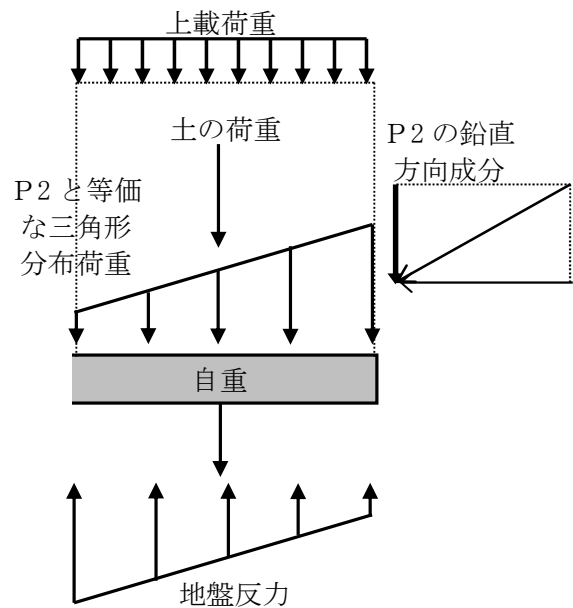 上載荷重
土の荷重
P2の鉛直
方向成分
P2と等価
な三角形
分布荷重
自重
地盤反力